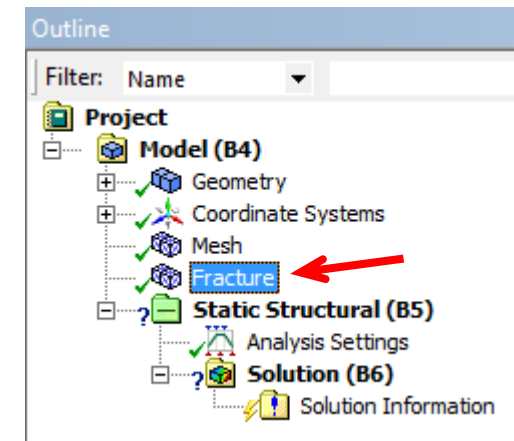 Outline
Filter: Name
Project
Model (B4)
Geometry
Coordinate Systems
Mesh
Fracture
Static Structural (B5)
Analysis Settings
Solution (B6)
Solution Information